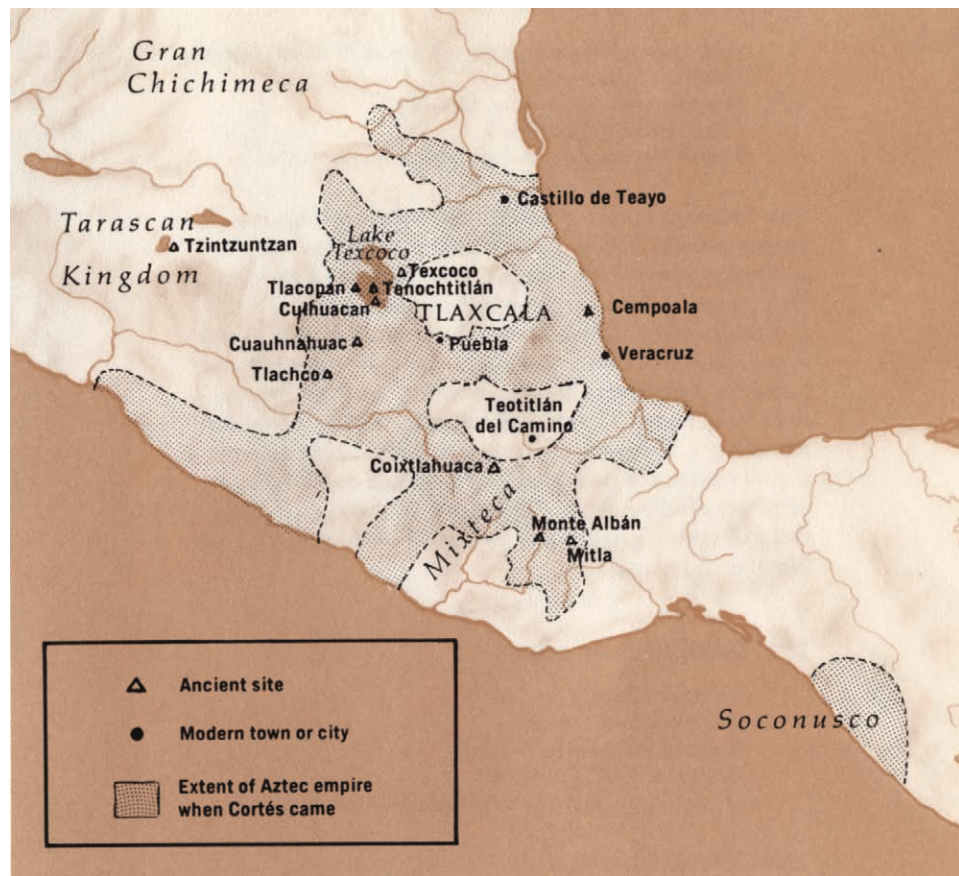 Gran
Chichimeca
Castillo de Teayo
Tarascan
Kingdom
Tzintzuntzan
Lake
Texcoco
Texcoco
Tlacopan
Tenochtitlán
Culhuacan
TLAXCALA
Cempoala
Cuauhnahuac
Puebla
Veracruz
Tlachco
Teotitlán
del Camino
Coixtlahuaca
Mixteca
Monte Albán
Mitla
Soconusco
Ancient site
Modern town or city
Extent of Aztec empire
when Cortés came